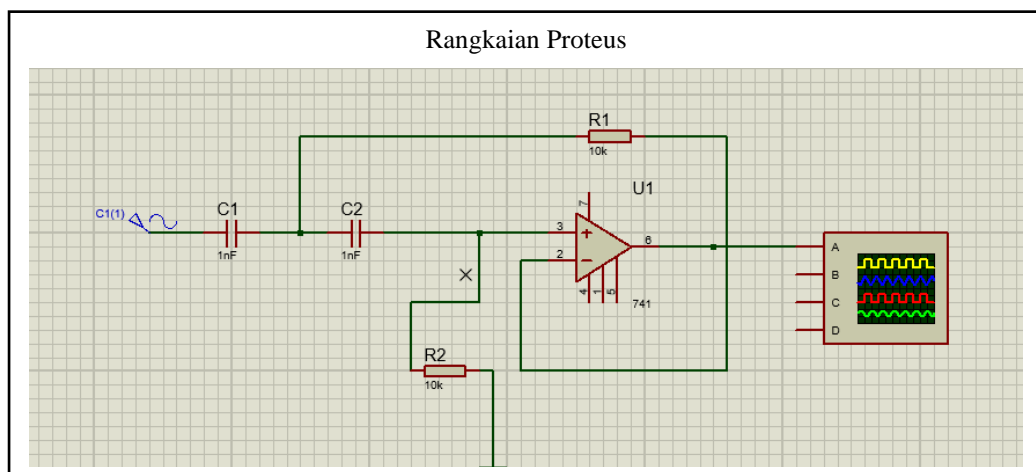 Rangkaian Proteus
R1
10k
U1
C1(1)
C1
1nF
C2
1nF
7
3
2
6
4
1
5
741
A
B
C
D
R2
10k